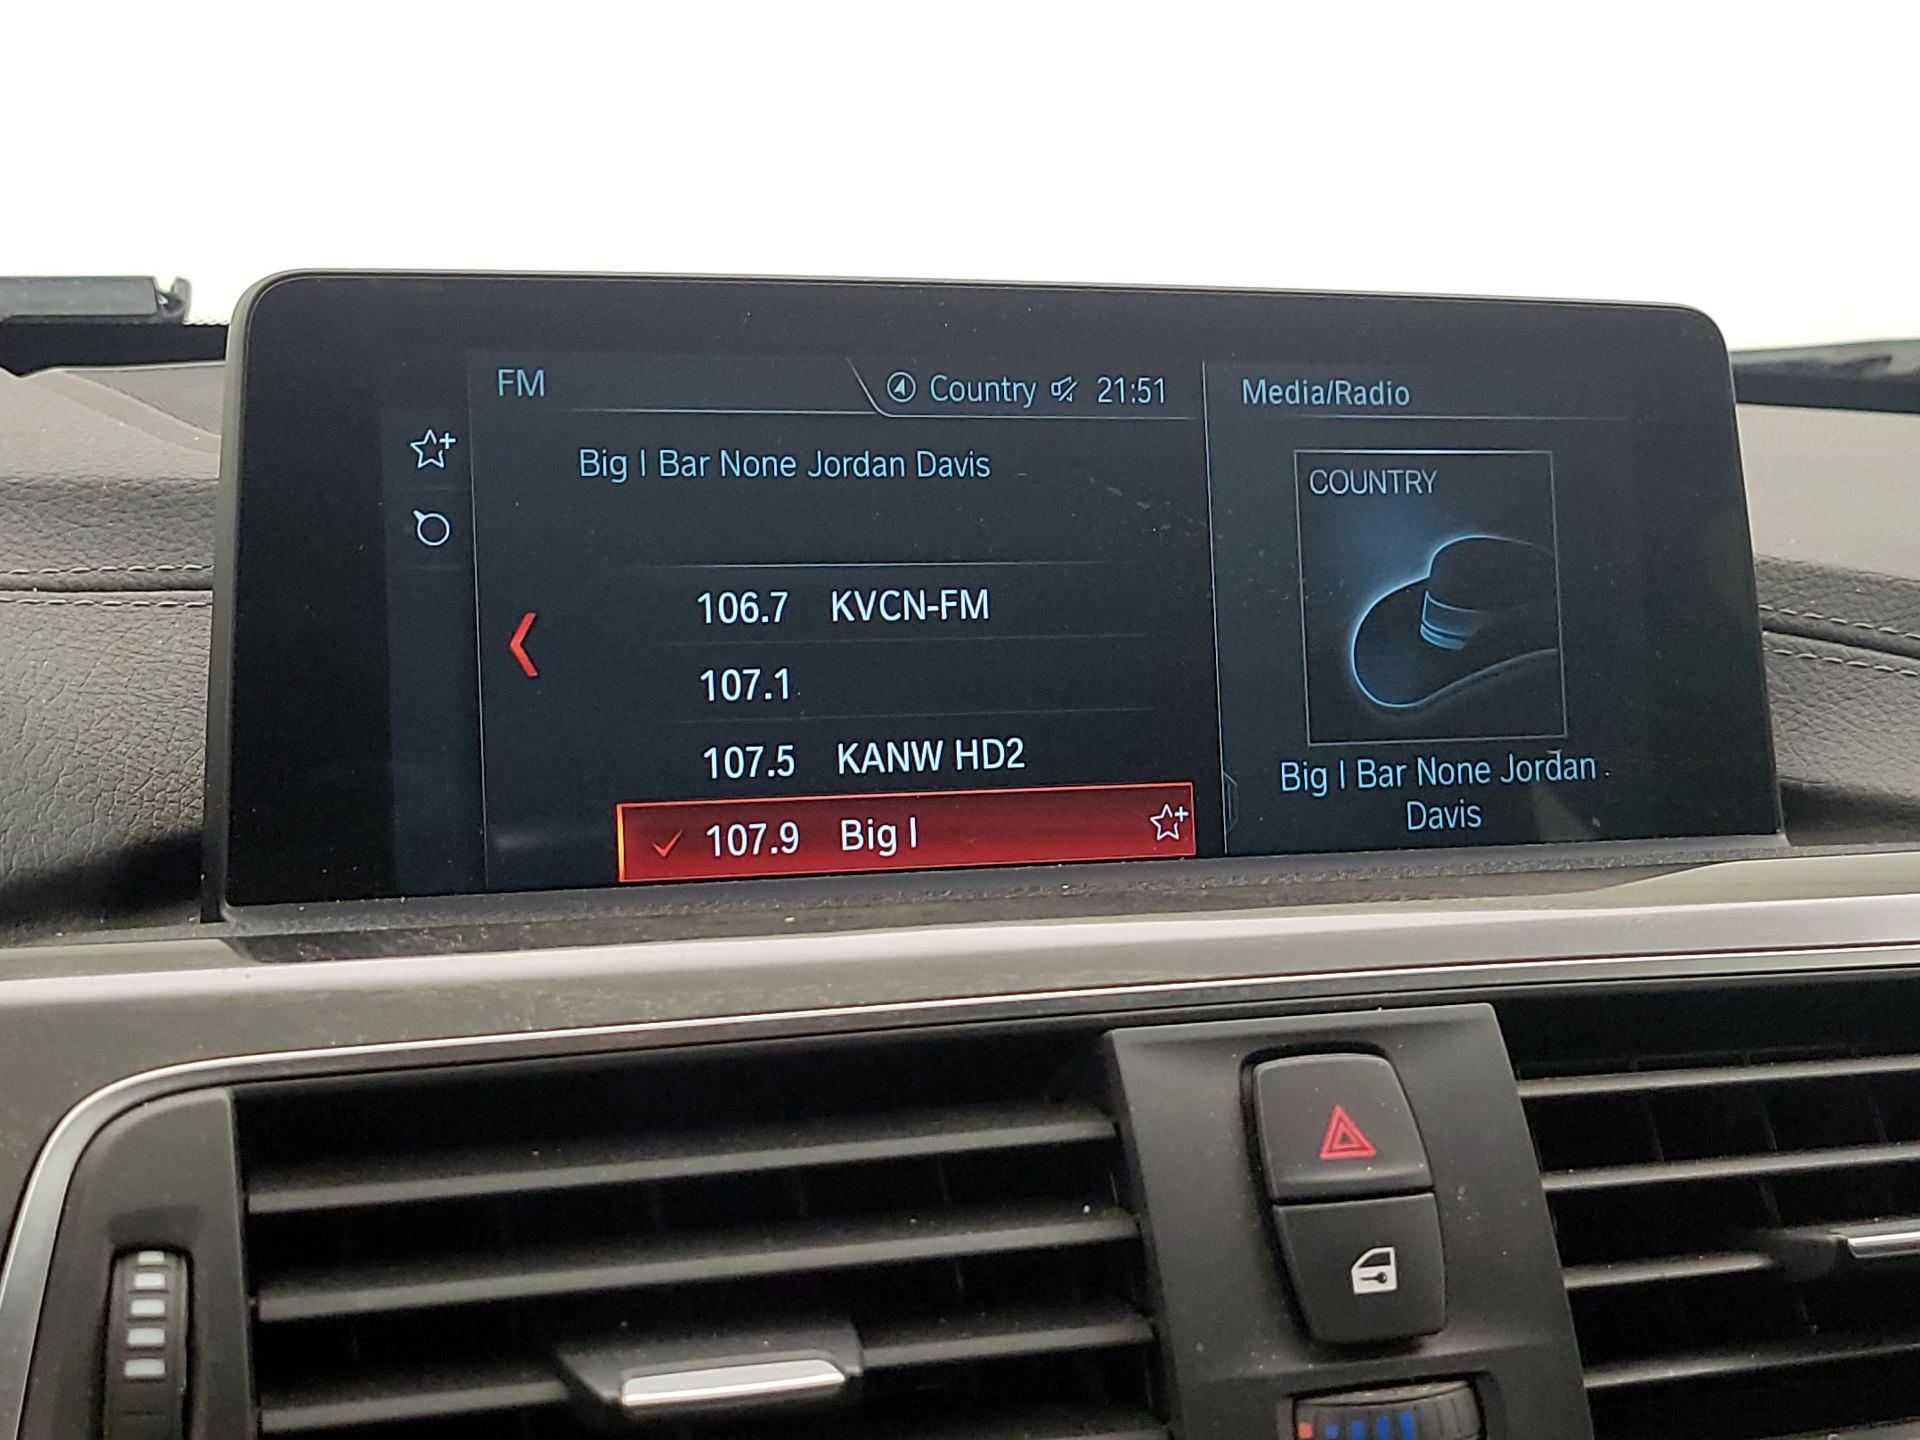 FM
Country 21:51
Media/Radio
Big I Bar None Jordan Davis
COUNTRY
106.7 KVCN-FM
107.1
107.5 KANW HD2
107.9 Big I
Big I Bar None Jordan
Davis